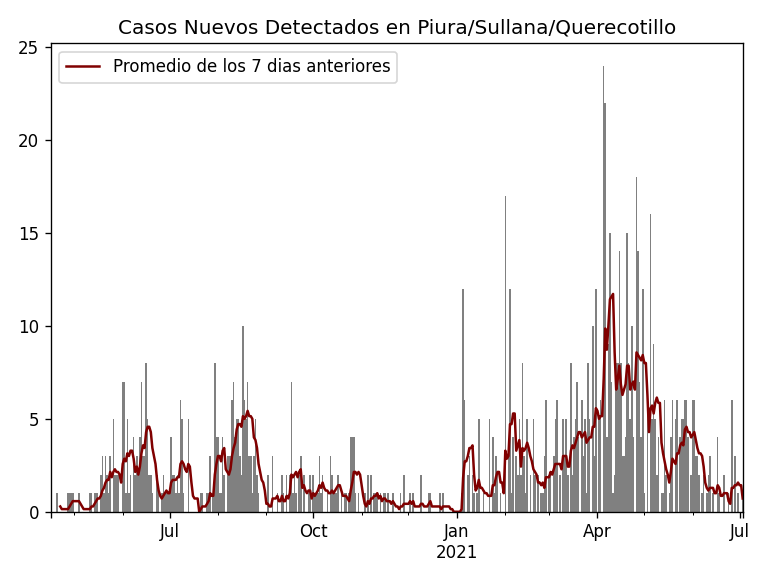 Casos Nuevos Detectados en Piura/Sullana/Querecotillo
Promedio de los 7 dias anteriores
25
20
15
10
5
0
Jul
Oct
Jan
2021
Apr
Jul